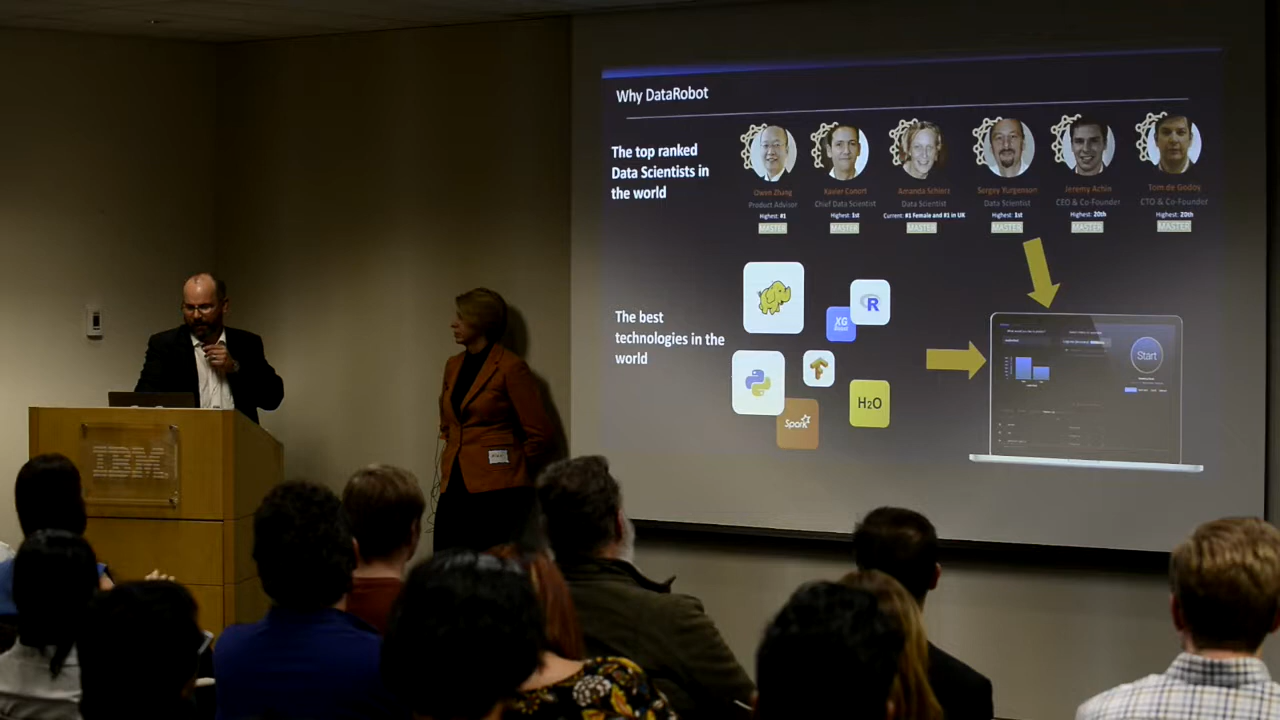 Why DataRobot
The top ranked
Data Scientists in
the world
Owen Zhang
Product Advisor
Highest: #1
MASTER
Xavier Conort
Chief Data Scientist
Highest: 1st
MASTER
Amanda Schierz
Data Scientist
Current: #1 Female and #1 in UK
MASTER
Sergey Yurgenson
Data Scientist
Highest: 1st
MASTER
Jeremy Achin
CEO & Co-Founder
Highest: 20th
MASTER
Tom de Godoy
CTO & Co-Founder
Highest: 20th
MASTER
The best
technologies in the
world
R
XG
Boost
Spark
H2O
Start
IBM